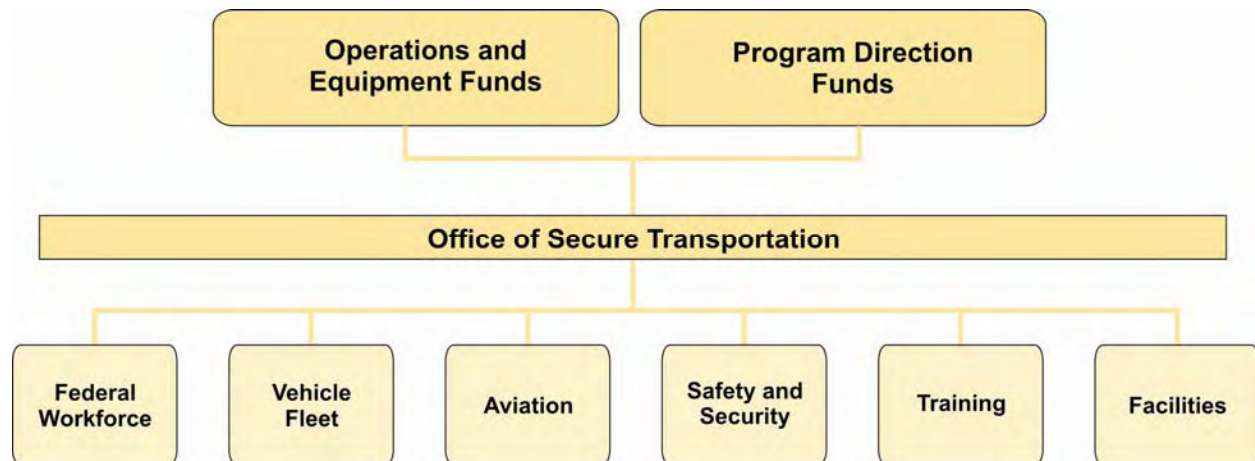 Operations and
Equipment Funds
Program Direction
Funds
Office of Secure Transportation
Federal
Workforce
Vehicle
Fleet
Aviation
Safety and
Security
Training
Facilities